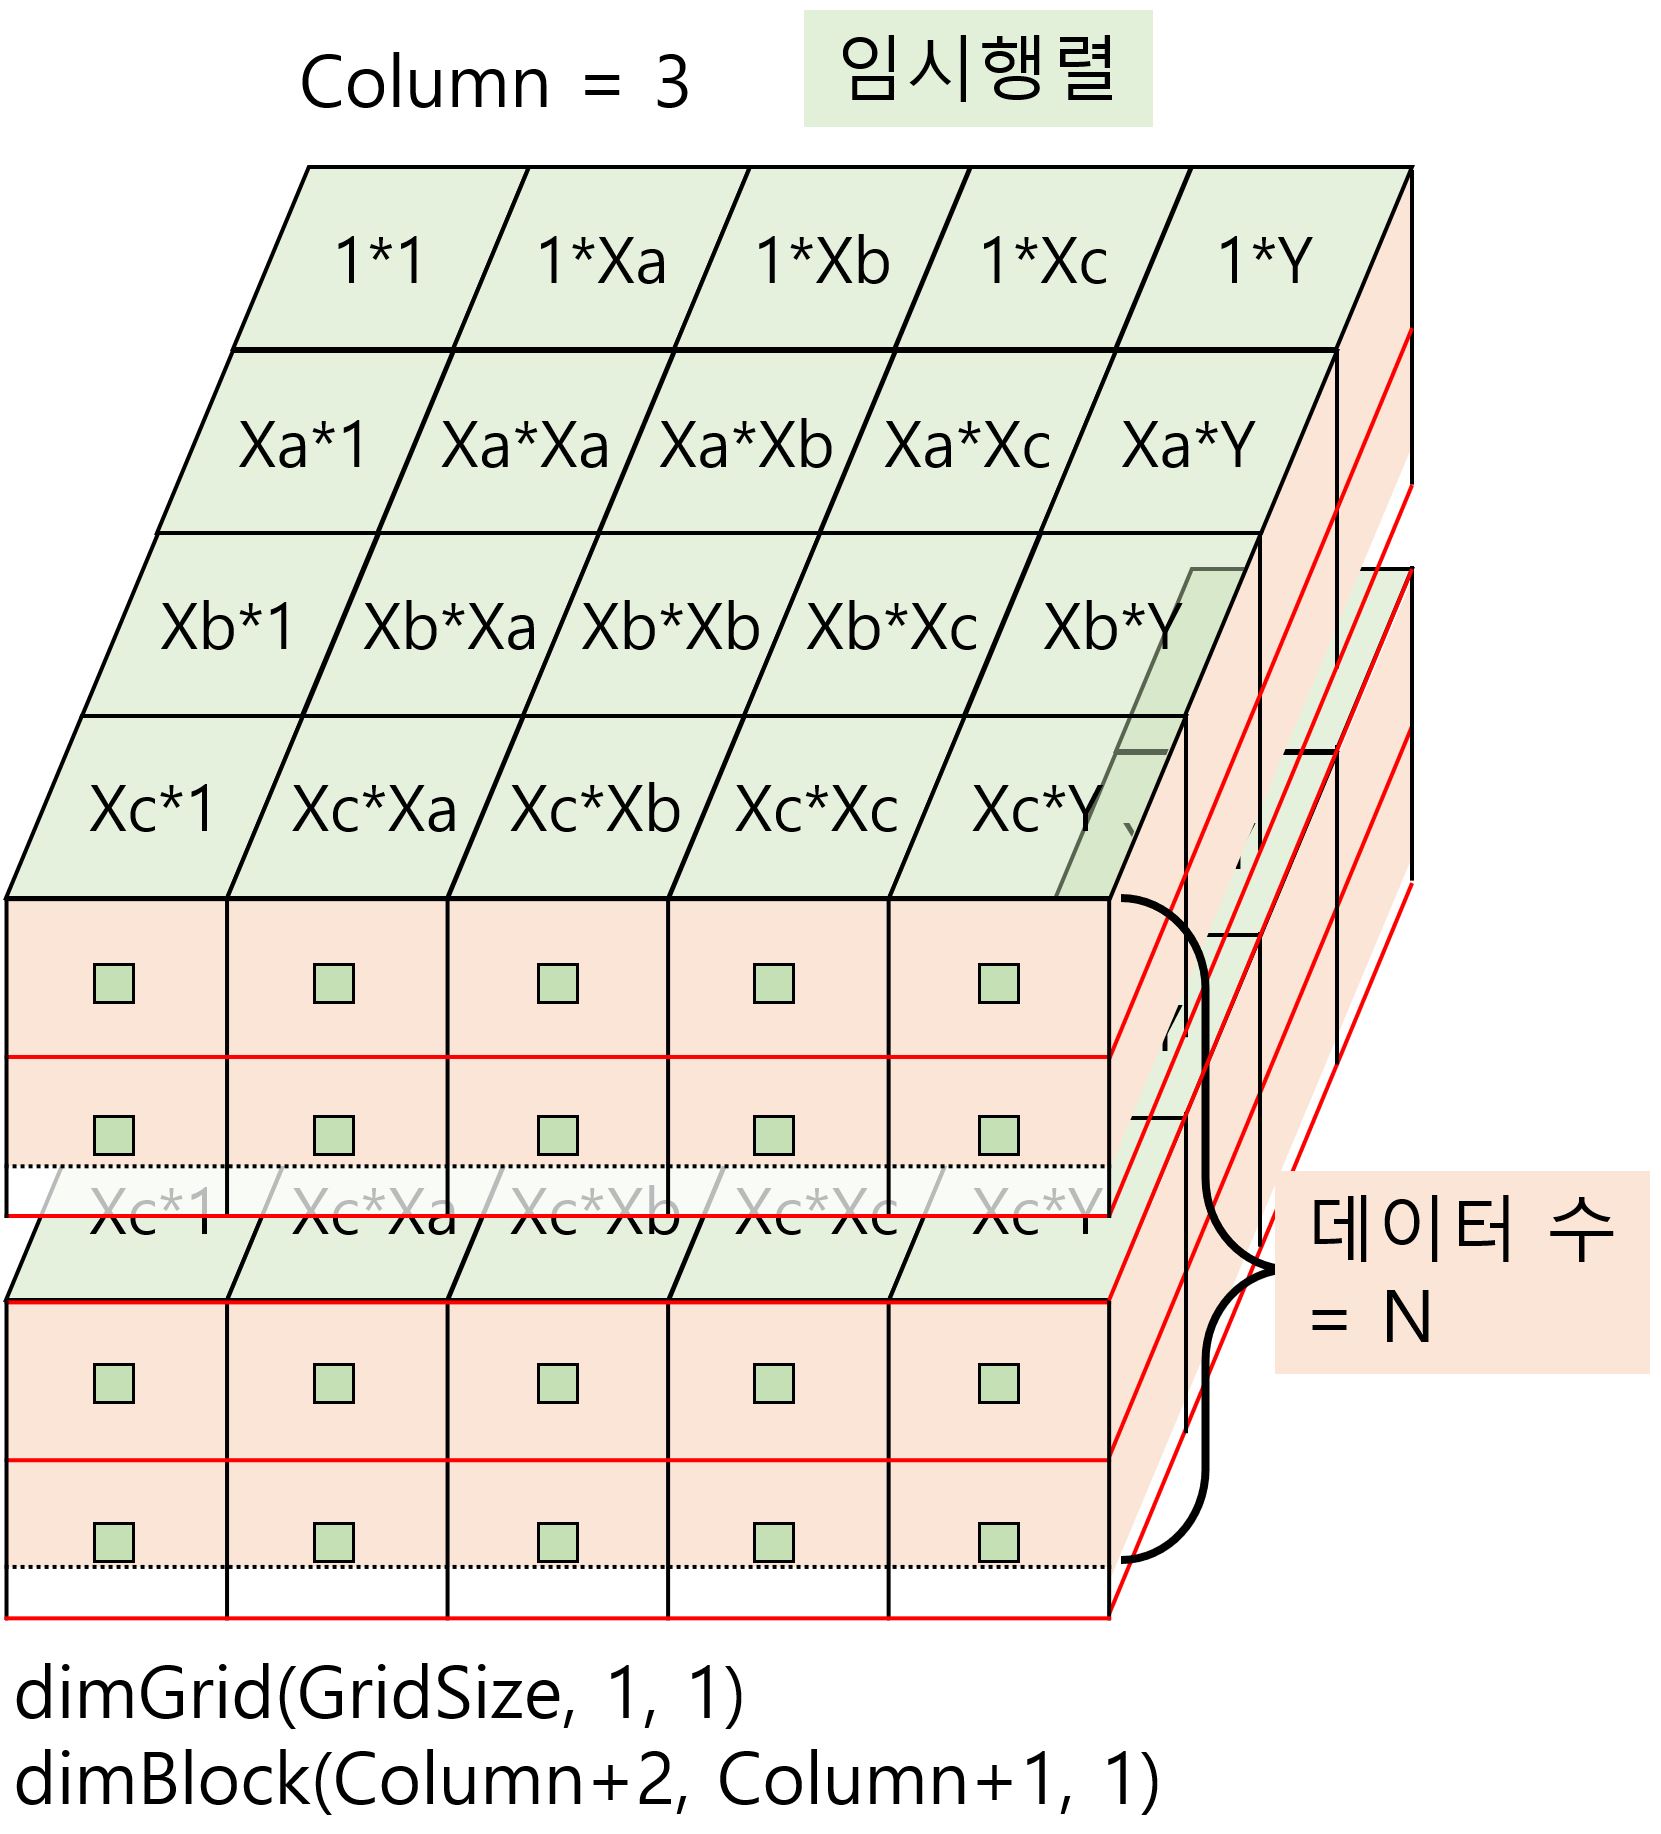 Column = 3
임시행렬
1*1 1*Xa 1*Xb 1*Xc 1*Y
Xa*1 Xa*Xa Xa*Xb Xa*Xc Xa*Y
Xb*1 Xb*Xa Xb*Xb Xb*Xc Xb*Y
Xc*1 Xc*Xa Xc*Xb Xc*Xc Xc*Y
Xc*1 Xc*Xa Xc*Xb Xc*Xc Xc*Y
데이터 수
= N
dimGrid(GridSize, 1, 1)
dimBlock(Column+2, Column+1, 1)